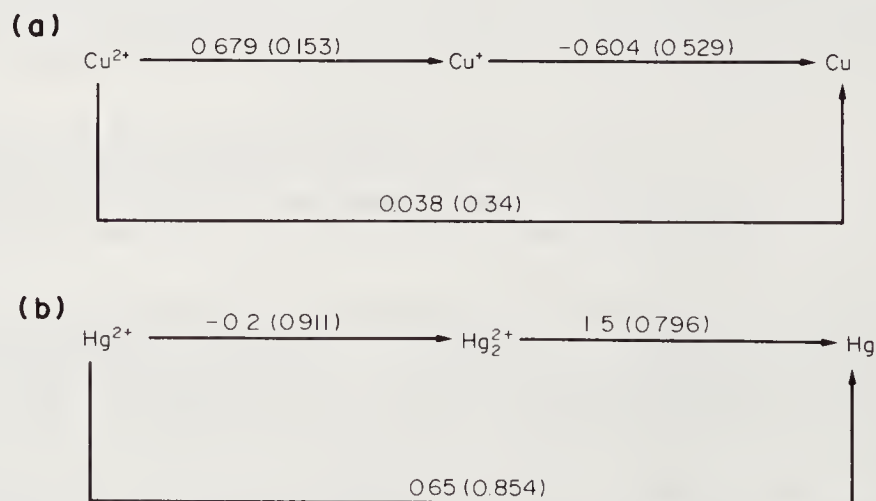 (a)
0.679 (0.153) -0.604 (0.529)
Cu²⁺ Cu⁺ Cu
0.038 (0.34)
(b)
-0.2 (0.911) 1.5 (0.796)
Hg²⁺ Hg₂²⁺ Hg
0.65 (0.854)